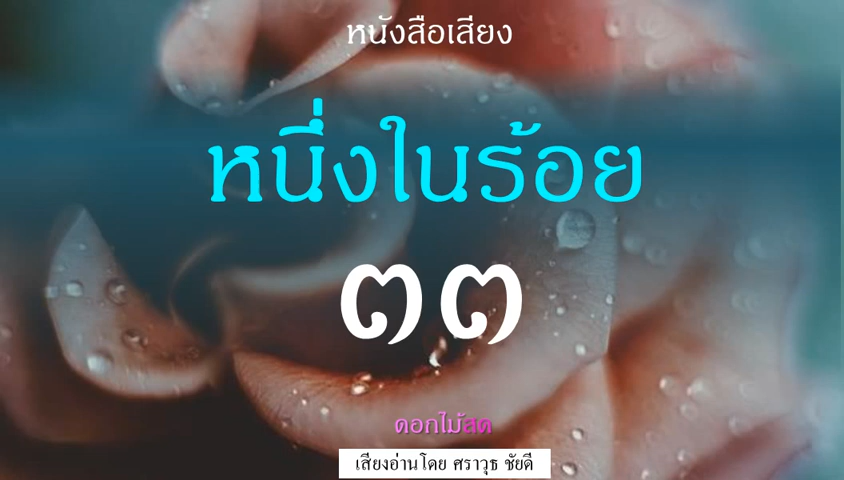 หนังสือเสียง
หนึ่งในร้อย
๓๓
ดอกไม้สด
เสียงอ่านโดย ศราวุธ ชัยดี